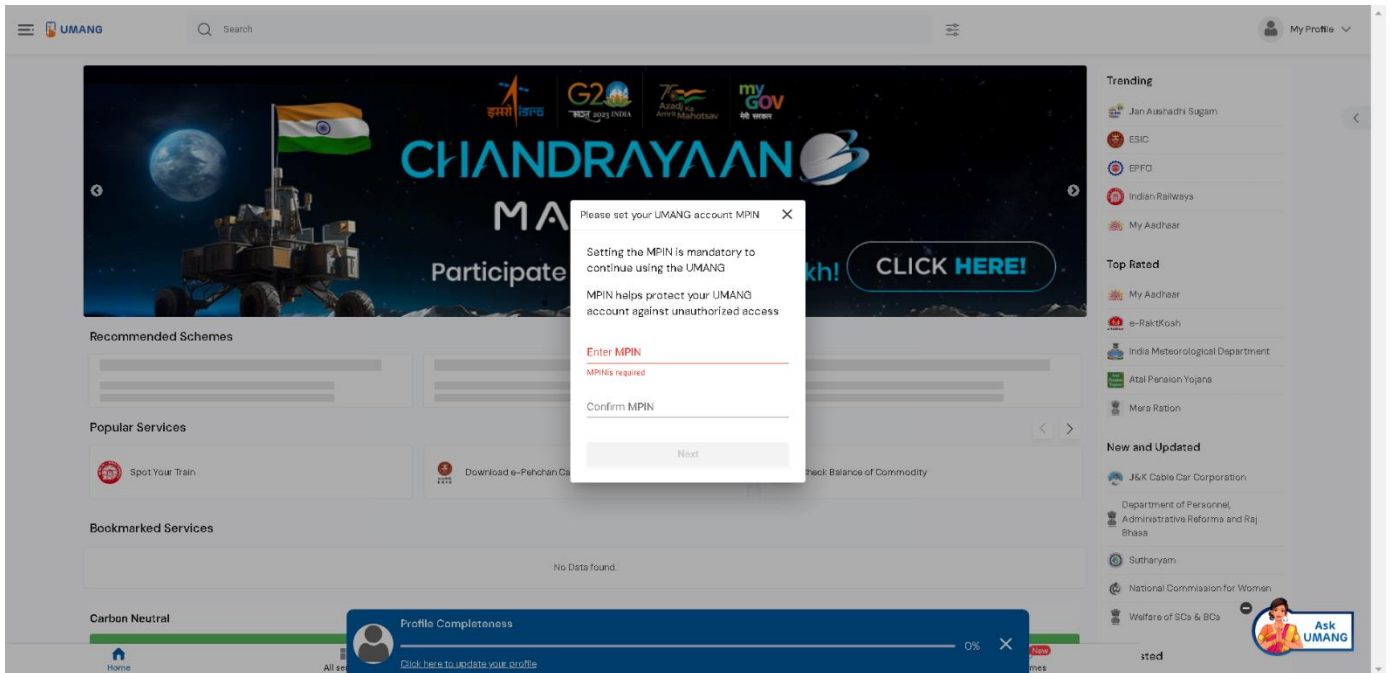 UMANG
Search
My Profile
इसरो isro
G20
भारत 2023 INDIA
Azadi Ka
Amrit Mahotsav
my
GOV
मेरी सरकार
CHANDRAYAAN
MA
Participate
kh!
CLICK HERE!
Please set your UMANG account MPIN
Setting the MPIN is mandatory to
continue using the UMANG
MPIN helps protect your UMANG
account against unauthorized access
Enter MPIN
MPINis required
Confirm MPIN
Next
Recommended Schemes
Popular Services
Spot Your Train
Download e-Pehchan Ca
Check Balance of Commodity
Bookmarked Services
No Data found.
Carbon Neutral
Profile Completeness
0%
Click here to update your profile
Home
All se
New
mes
Trending
Jan Aushadhi Sugam
ESIC
EPFO
Indian Railways
My Aadhaar
Top Rated
My Aadhaar
e-RaktKosh
India Meteorological Department
Atal Pension Yojana
Mera Ration
New and Updated
J&K Cable Car Corporation
Department of Personnel,
Administrative Reforms and Raj
Bhasa
Sutharyam
National Commission for Women
Welfare of SCs & BCs
sted
Ask
UMANG